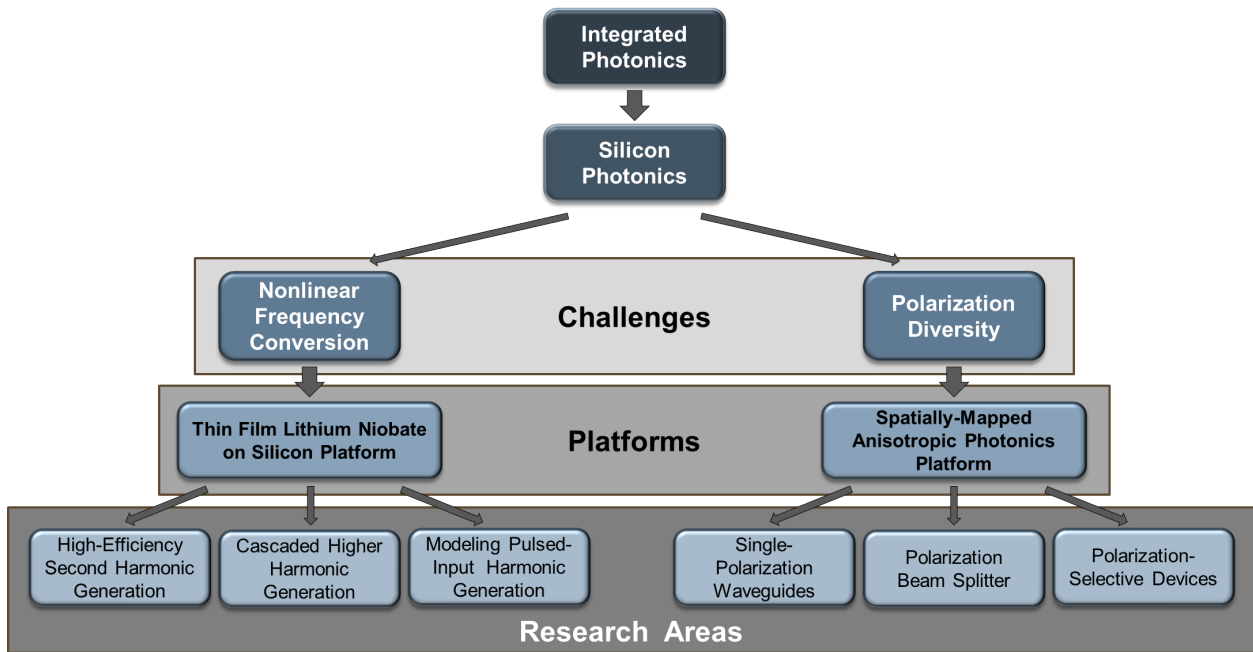 Integrated
Photonics
Silicon
Photonics
Nonlinear
Frequency
Conversion
Challenges
Polarization
Diversity
Thin Film Lithium Niobate
on Silicon Platform
Platforms
Spatially-Mapped
Anisotropic Photonics
Platform
High-Efficiency
Second Harmonic
Generation
Cascaded Higher
Harmonic
Generation
Modeling Pulsed-
Input Harmonic
Generation
Single-
Polarization
Waveguides
Polarization
Beam Splitter
Polarization-
Selective Devices
Research Areas